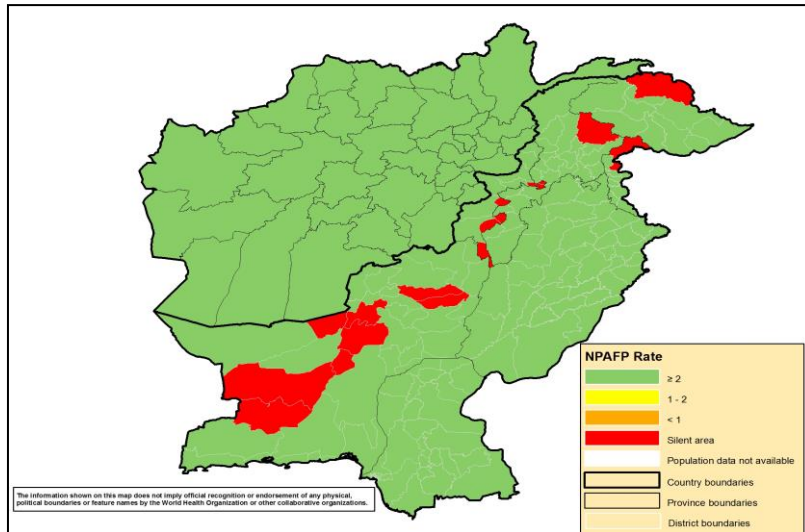 NPAFP Rate
≥ 2
1 - 2
< 1
Silent area
Population data not available
Country boundaries
Province boundaries
District boundaries
The information shown on this map does not imply official recognition or endorsement of any physical,
political boundaries or feature names by the World Health Organization or other collaborative organizations.